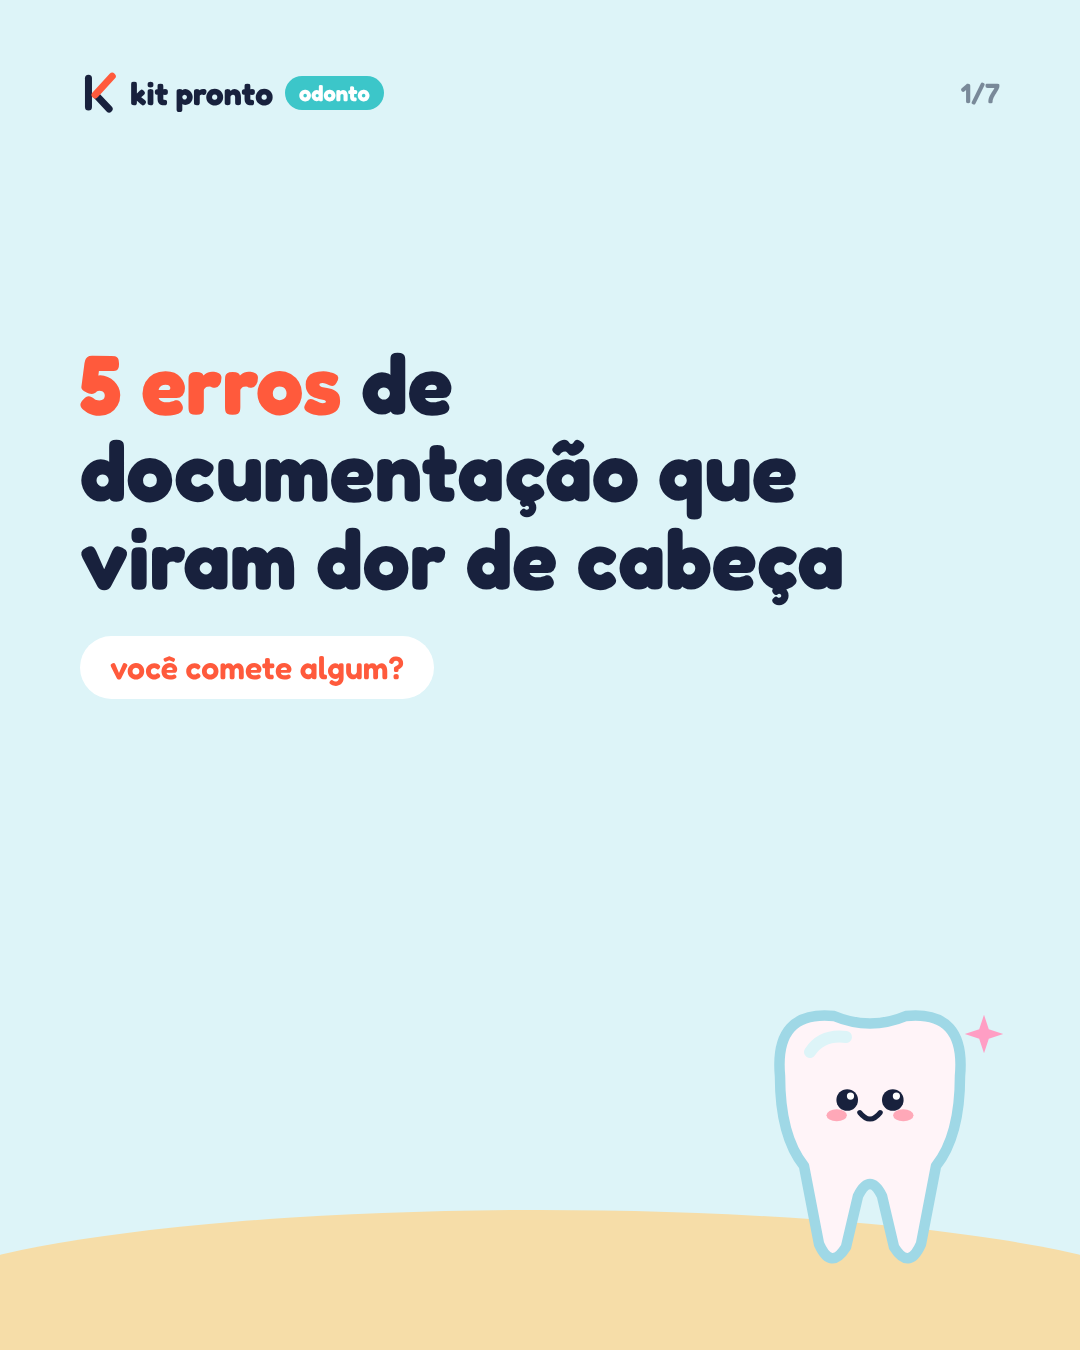 kit pronto odonto
1/7
5 erros de
documentação que
viram dor de cabeça
você comete algum?